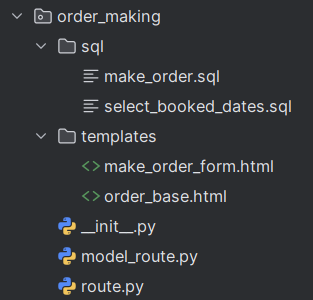 order_making
sql
make_order.sql
select_booked_dates.sql
templates
make_order_form.html
order_base.html
__init__.py
model_route.py
route.py